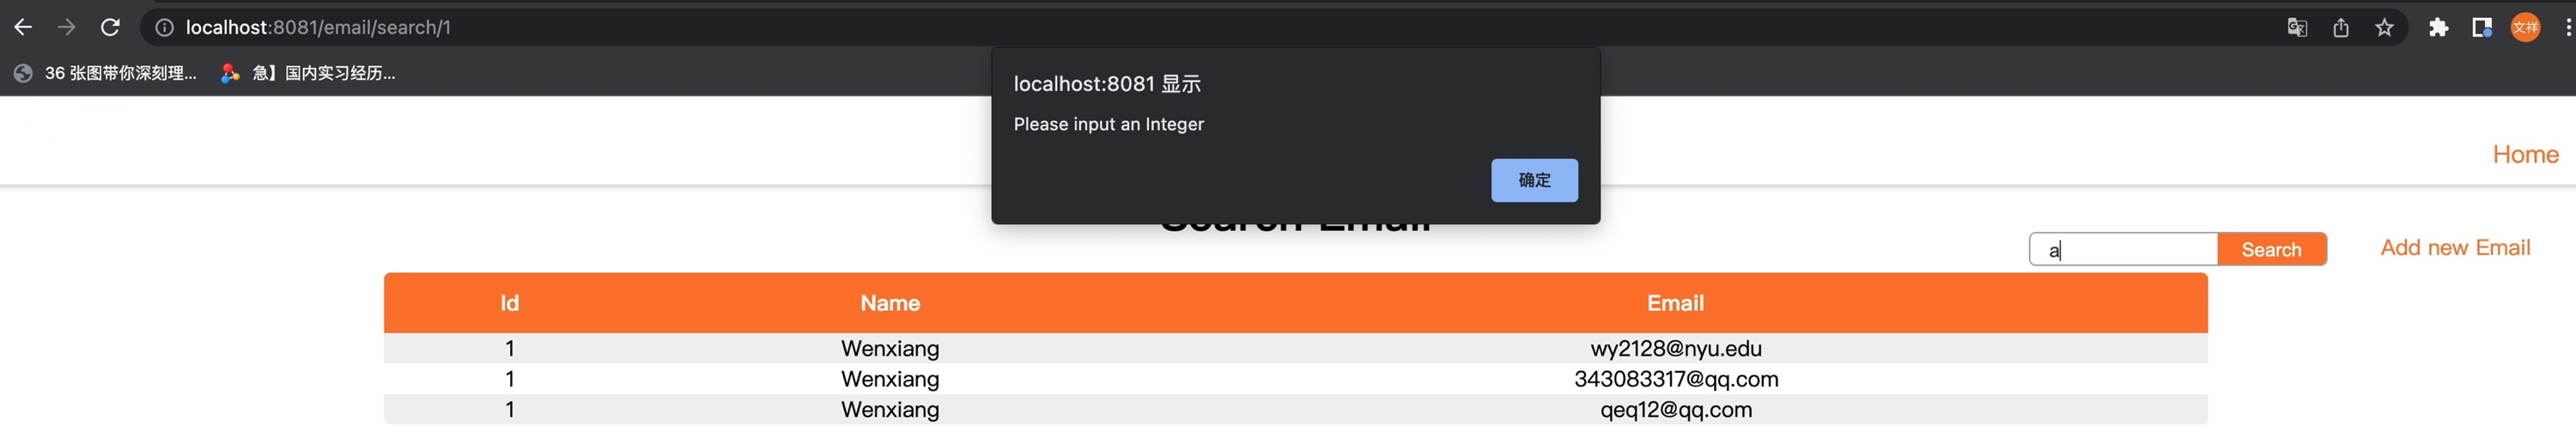 localhost:8081/email/search/1
文祥
36 张图带你深刻理...
急】国内实习经历...
localhost:8081 显示
Please input an Integer
确定
Home
Search Email
a
Search
Add new Email
Id Name Email
1 Wenxiang wy2128@nyu.edu
1 Wenxiang 343083317@qq.com
1 Wenxiang qeq12@qq.com